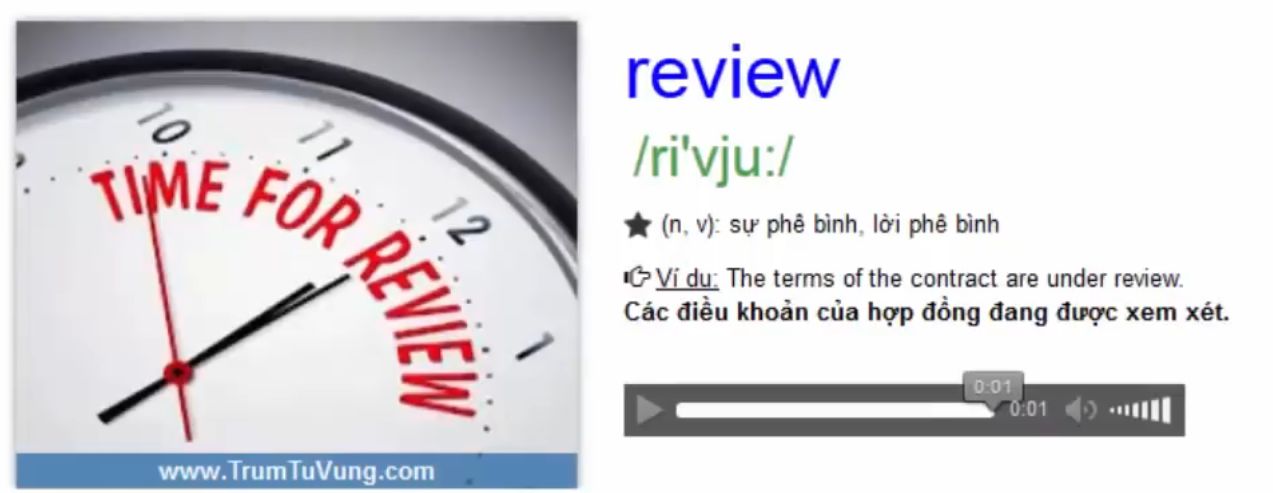 10
11
12
1
TIME FOR REVIEW
www.TrumTuVung.com
review
/ri'vju:/
(n, v): sự phê bình, lời phê bình
Ví dụ: The terms of the contract are under review.
Các điều khoản của hợp đồng đang được xem xét.
0:01
0:01